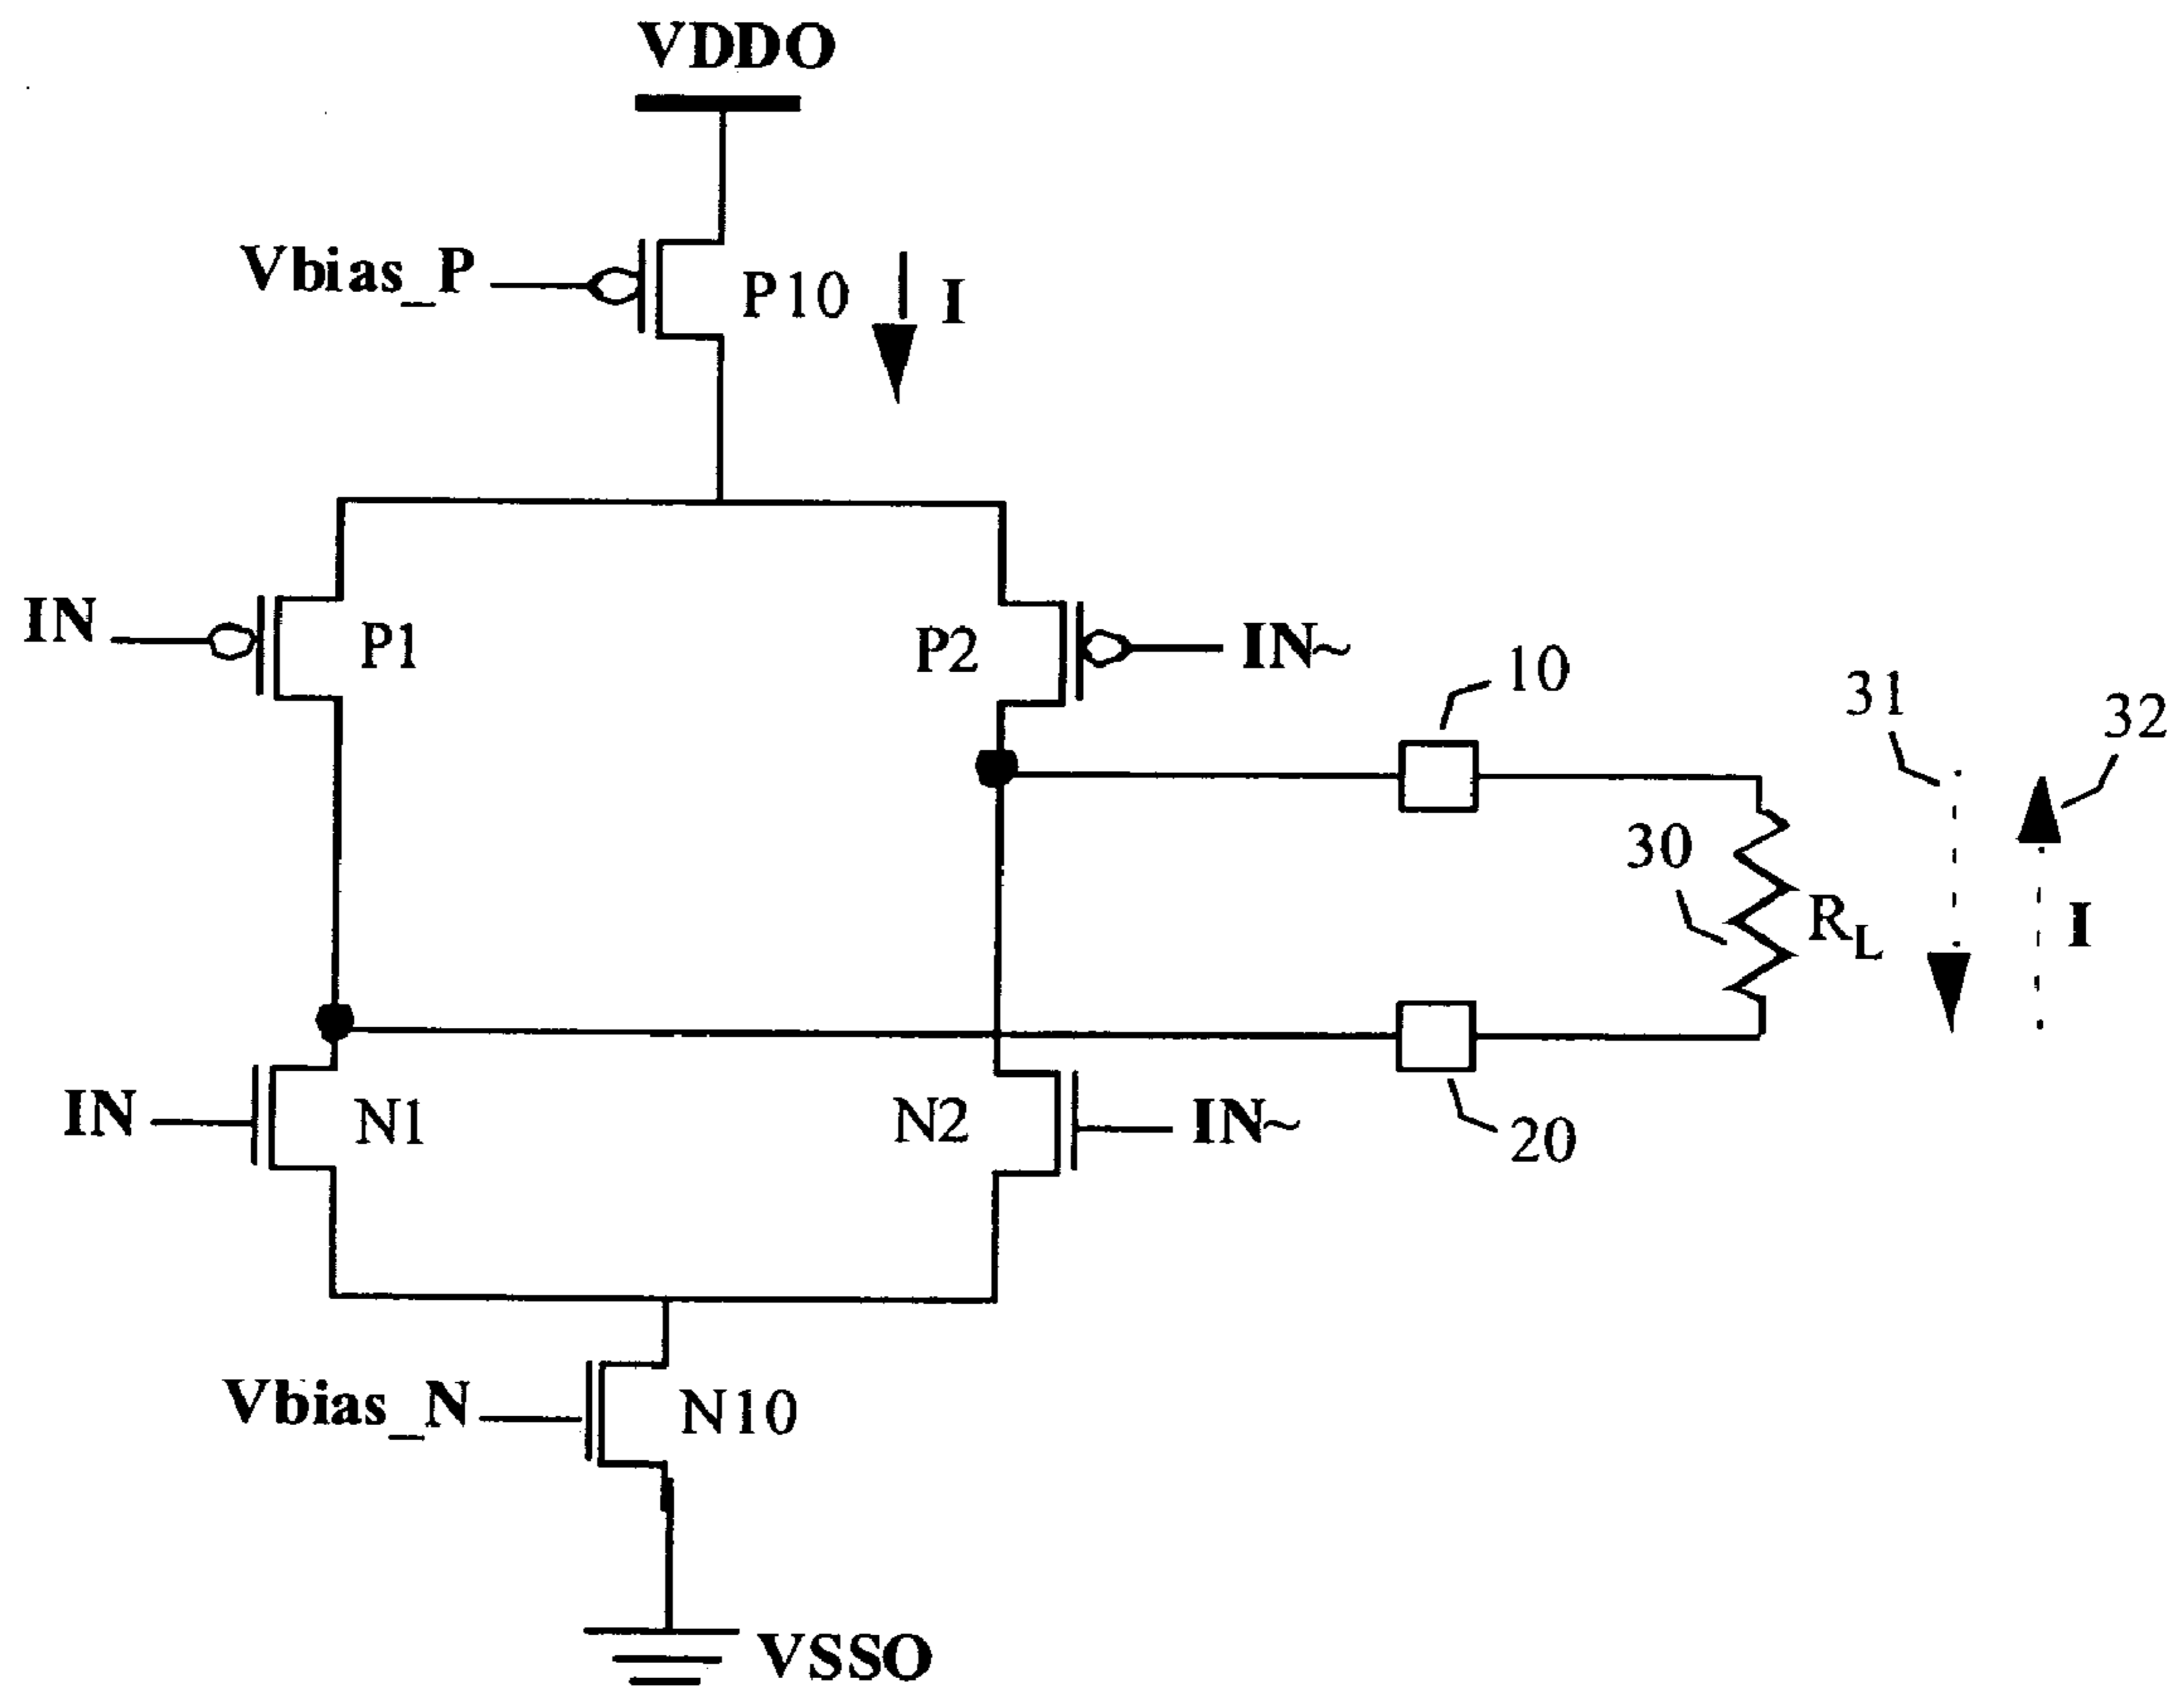 VDDO
Vbias_P
P10
I
IN
P1
P2
IN~
10
31
32
30
RL
I
IN
N1
N2
IN~
20
Vbias_N
N10
VSSO